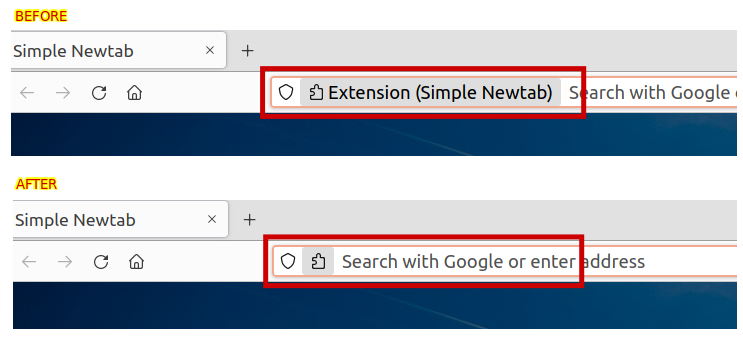 BEFORE
Simple Newtab × +
Extension (Simple Newtab) Search with Google
AFTER
Simple Newtab × +
Search with Google or enter address